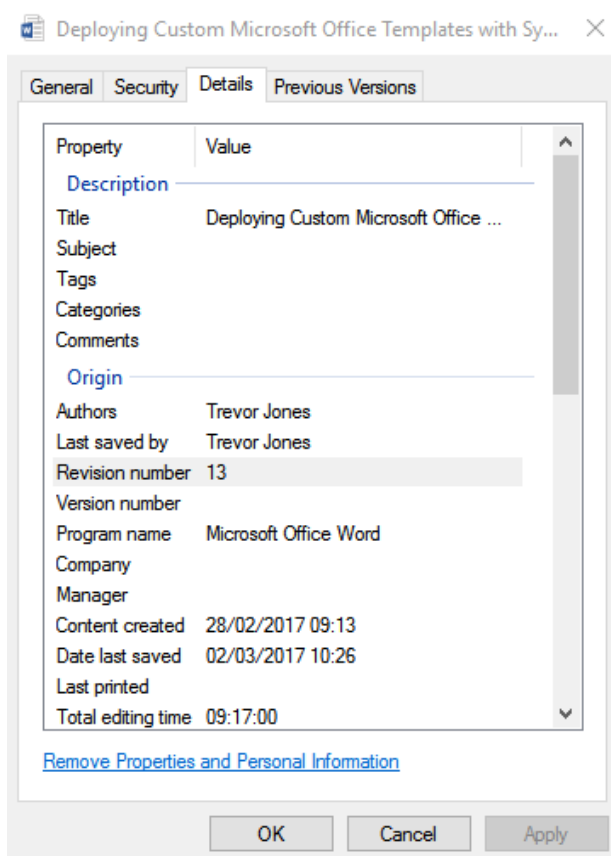 Deploying Custom Microsoft Office Templates with Sy...
General Security Details Previous Versions
Property Value
Description
Title Deploying Custom Microsoft Office ...
Subject
Tags
Categories
Comments
Origin
Authors Trevor Jones
Last saved by Trevor Jones
Revision number 13
Version number
Program name Microsoft Office Word
Company
Manager
Content created 28/02/2017 09:13
Date last saved 02/03/2017 10:26
Last printed
Total editing time 09:17:00
Remove Properties and Personal Information
OK Cancel Apply